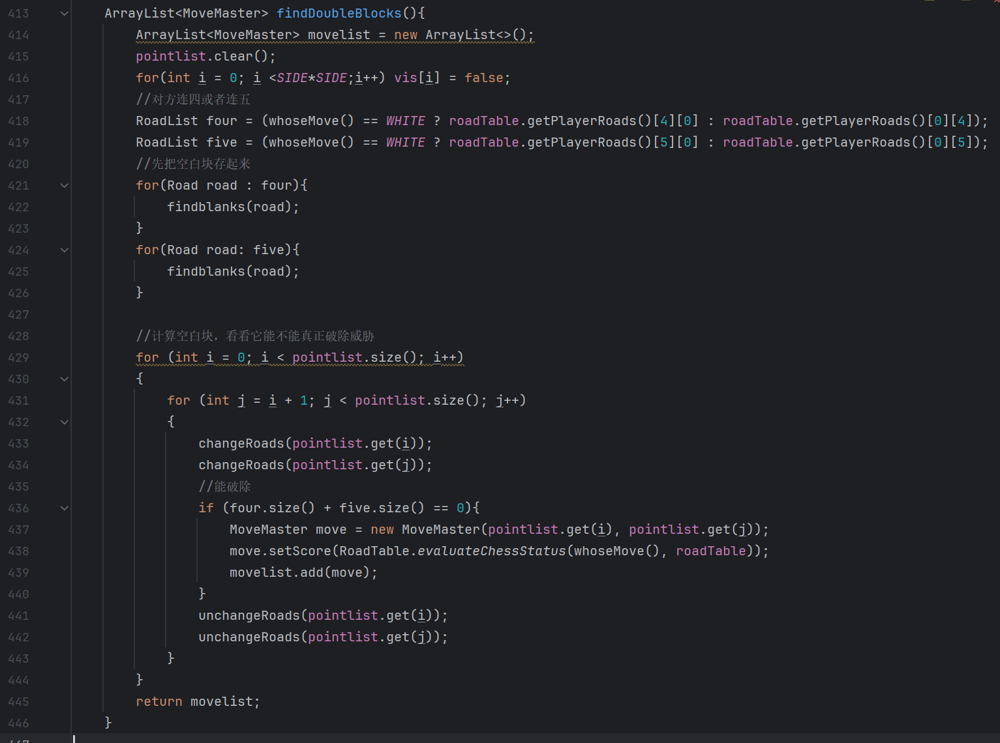 413 ArrayList<MoveMaster> findDoubleBlocks(){
414 ArrayList<MoveMaster> movelist = new ArrayList<>();
415 pointlist.clear();
416 for(int i = 0; i <SIDE*SIDE;i++) vis[i] = false;
417 //对方连四或者连五
418 RoadList four = (whoseMove() == WHITE ? roadTable.getPlayerRoads()[4][0] : roadTable.getPlayerRoads()[0][4]);
419 RoadList five = (whoseMove() == WHITE ? roadTable.getPlayerRoads()[5][0] : roadTable.getPlayerRoads()[0][5]);
420 //先把空白块存起来
421 for(Road road : four){
422 findblanks(road);
423 }
424 for(Road road: five){
425 findblanks(road);
426 }
427
428 //计算空白块，看看它能不能真正破除威胁
429 for (int i = 0; i < pointlist.size(); i++)
430 {
431 for (int j = i + 1; j < pointlist.size(); j++)
432 {
433 changeRoads(pointlist.get(i));
434 changeRoads(pointlist.get(j));
435 //能破除
436 if (four.size() + five.size() == 0){
437 MoveMaster move = new MoveMaster(pointlist.get(i), pointlist.get(j));
438 move.setScore(RoadTable.evaluateChessStatus(whoseMove(), roadTable));
439 movelist.add(move);
440 }
441 unchangeRoads(pointlist.get(i));
442 unchangeRoads(pointlist.get(j));
443 }
444 }
445 return movelist;
446 }